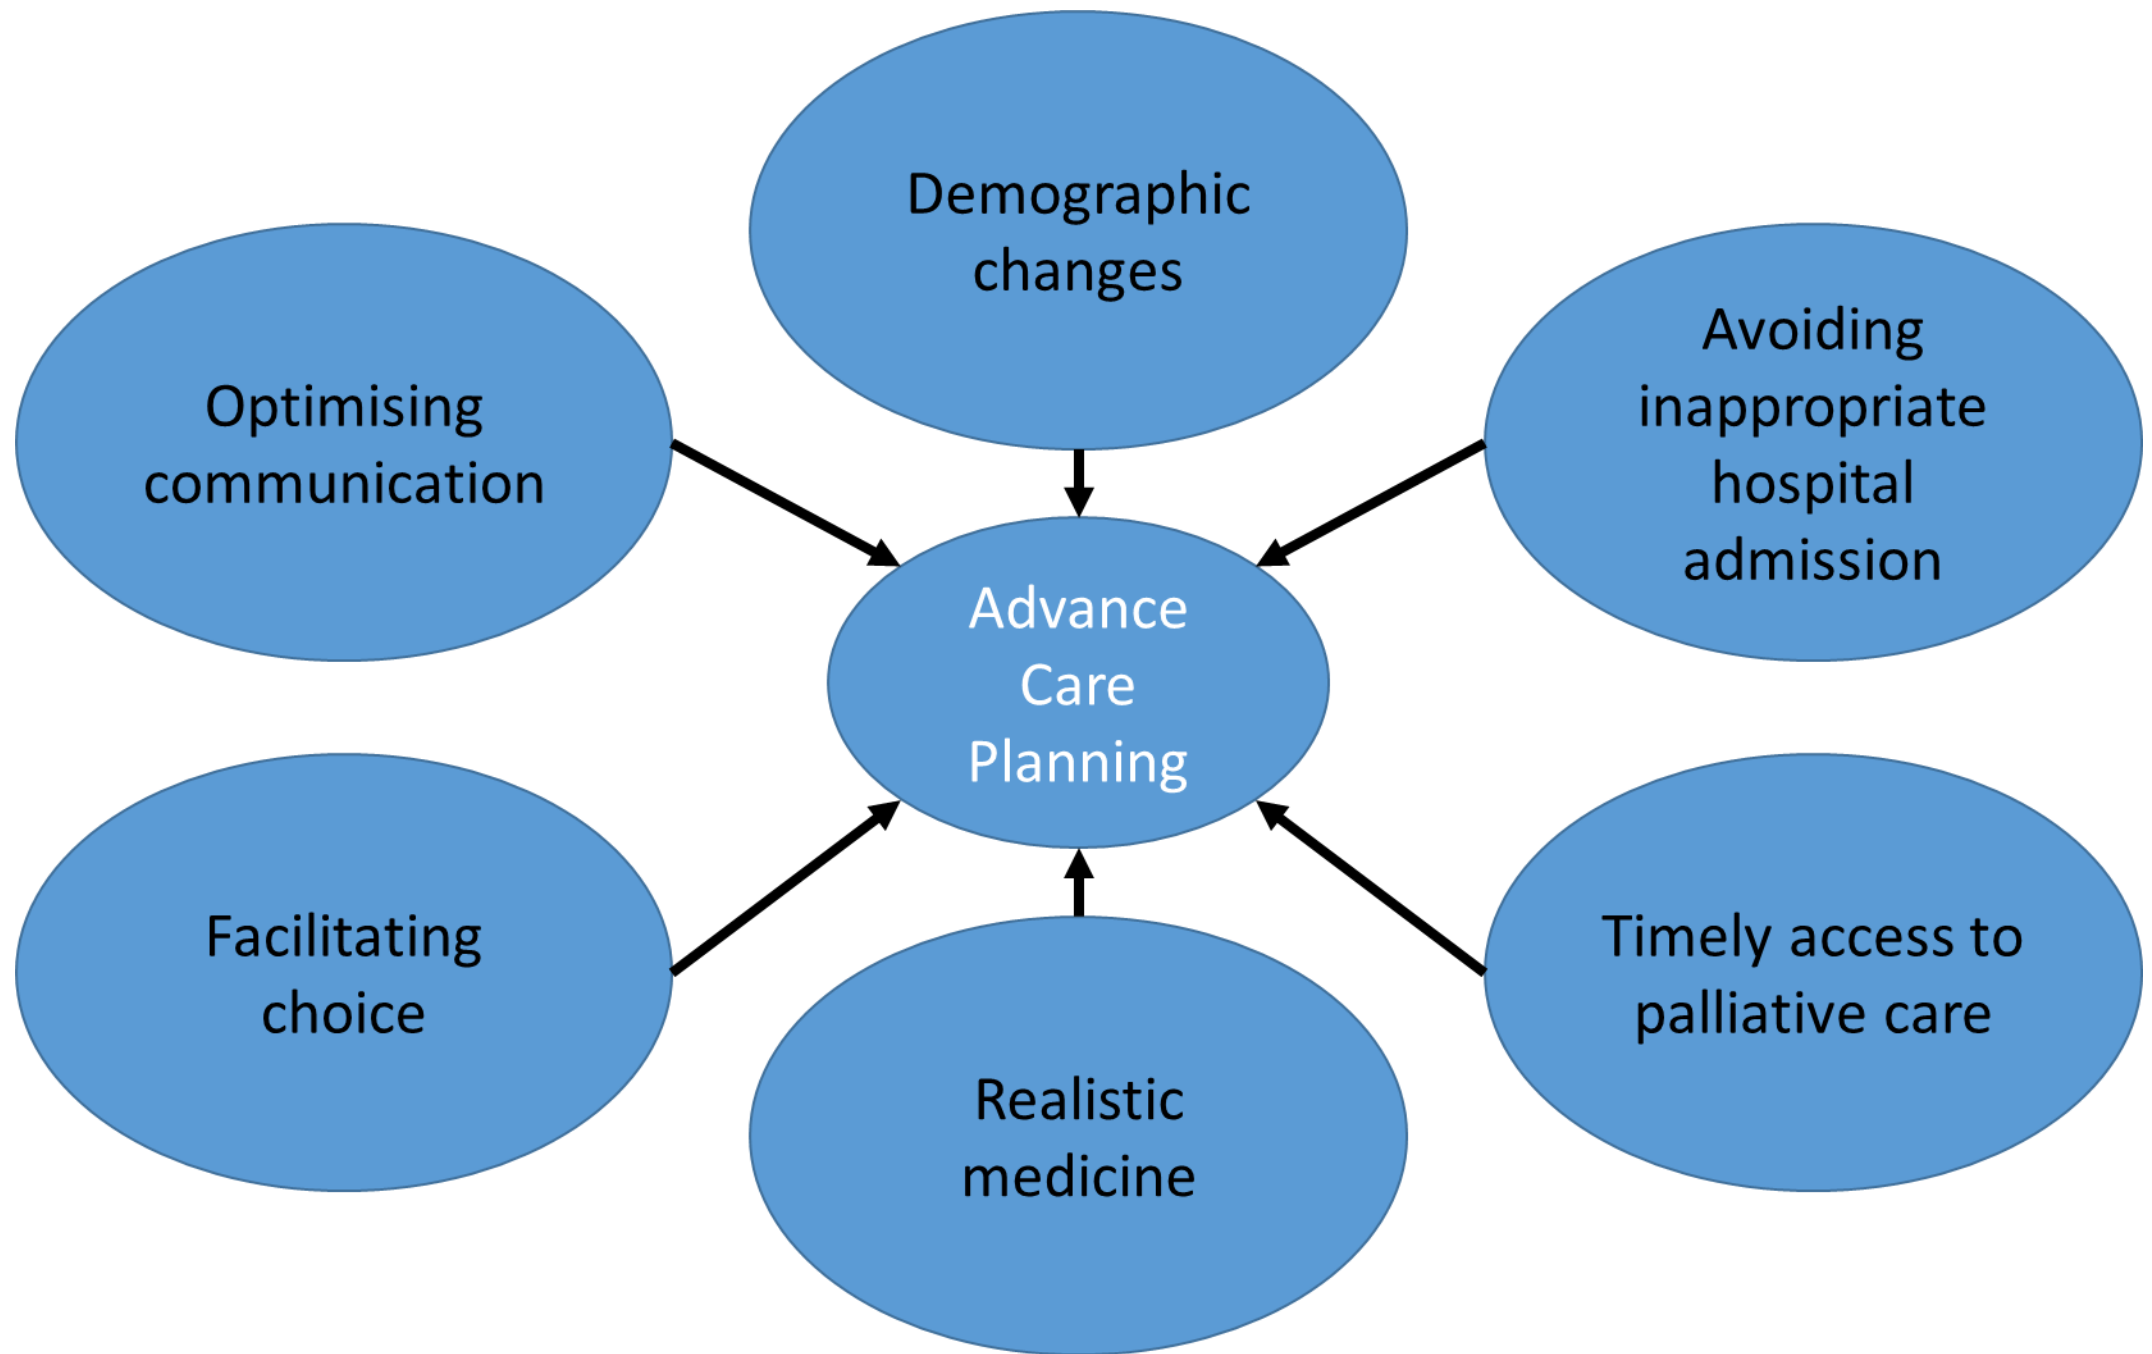 Demographic
changes
Optimising
communication
Avoiding
inappropriate
hospital
admission
Advance
Care
Planning
Facilitating
choice
Timely access to
palliative care
Realistic
medicine